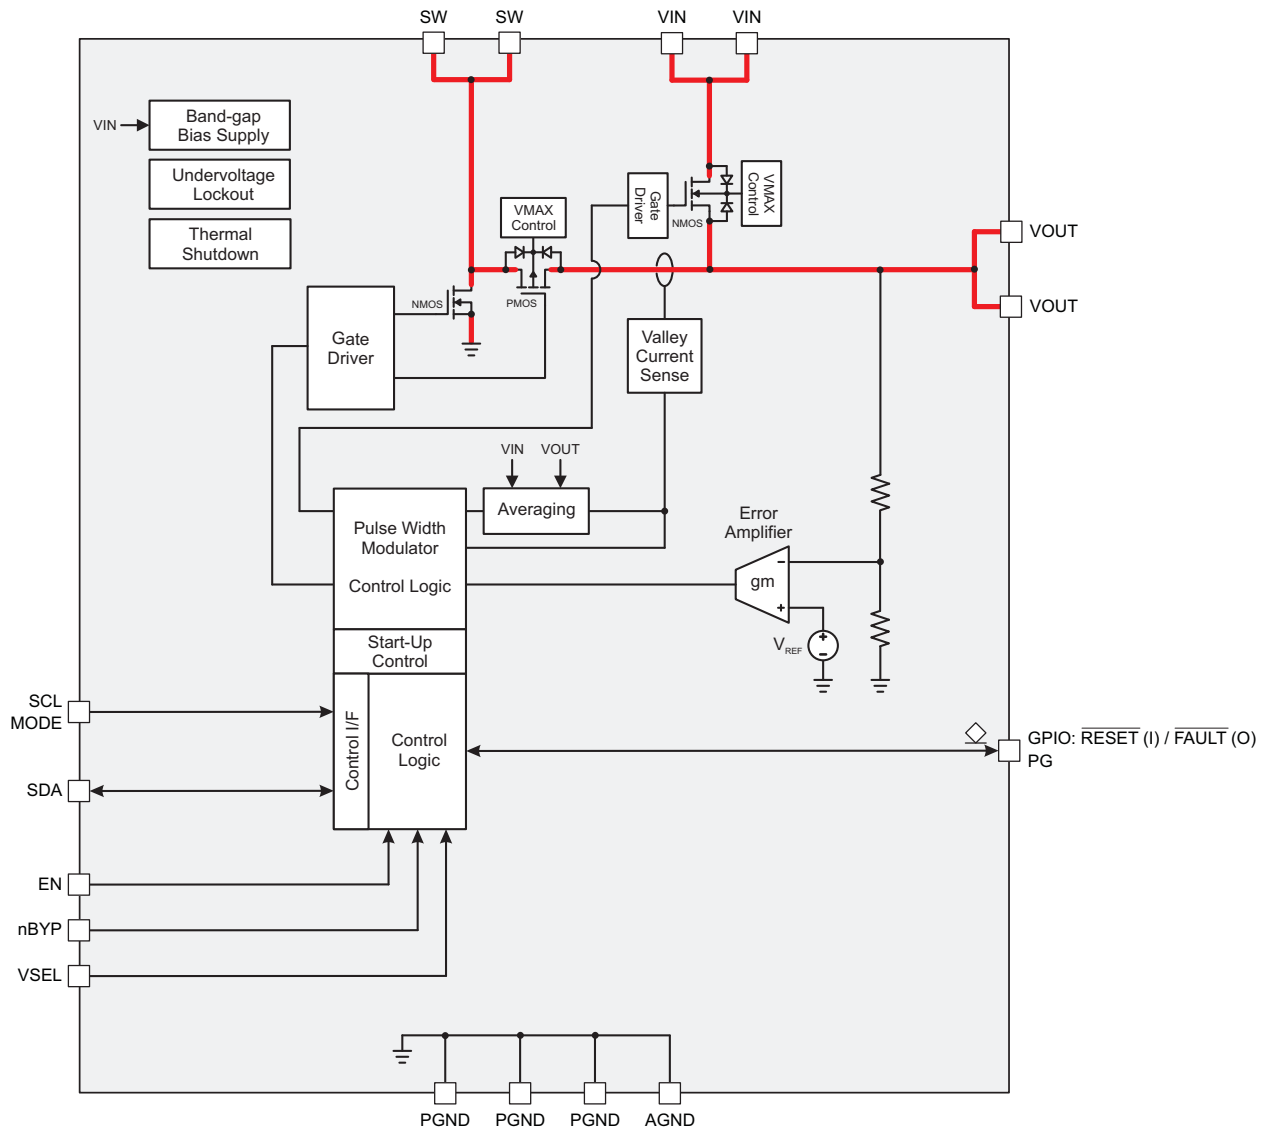 SW
SW
VIN
VIN
VIN
Band-gap
Bias Supply
Undervoltage
Lockout
Thermal
Shutdown
VMAX
Control
Gate
Driver
NMOS
VMAX
Control
VOUT
VOUT
NMOS
PMOS
Gate
Driver
Valley
Current
Sense
VIN
VOUT
Averaging
Pulse Width
Modulator
Control Logic
Error
Amplifier
gm
−
+
VREF
+
−
Start-Up
Control
Control I/F
Control
Logic
SCL
MODE
SDA
EN
nBYP
VSEL
GPIO: RESET (I) / FAULT (O)
PG
PGND
PGND
PGND
AGND